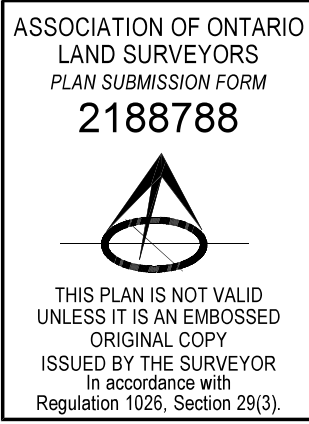 ASSOCIATION OF ONTARIO
LAND SURVEYORS
PLAN SUBMISSION FORM
2188788
THIS PLAN IS NOT VALID
UNLESS IT IS AN EMBOSSED
ORIGINAL COPY
ISSUED BY THE SURVEYOR
In accordance with
Regulation 1026, Section 29(3).